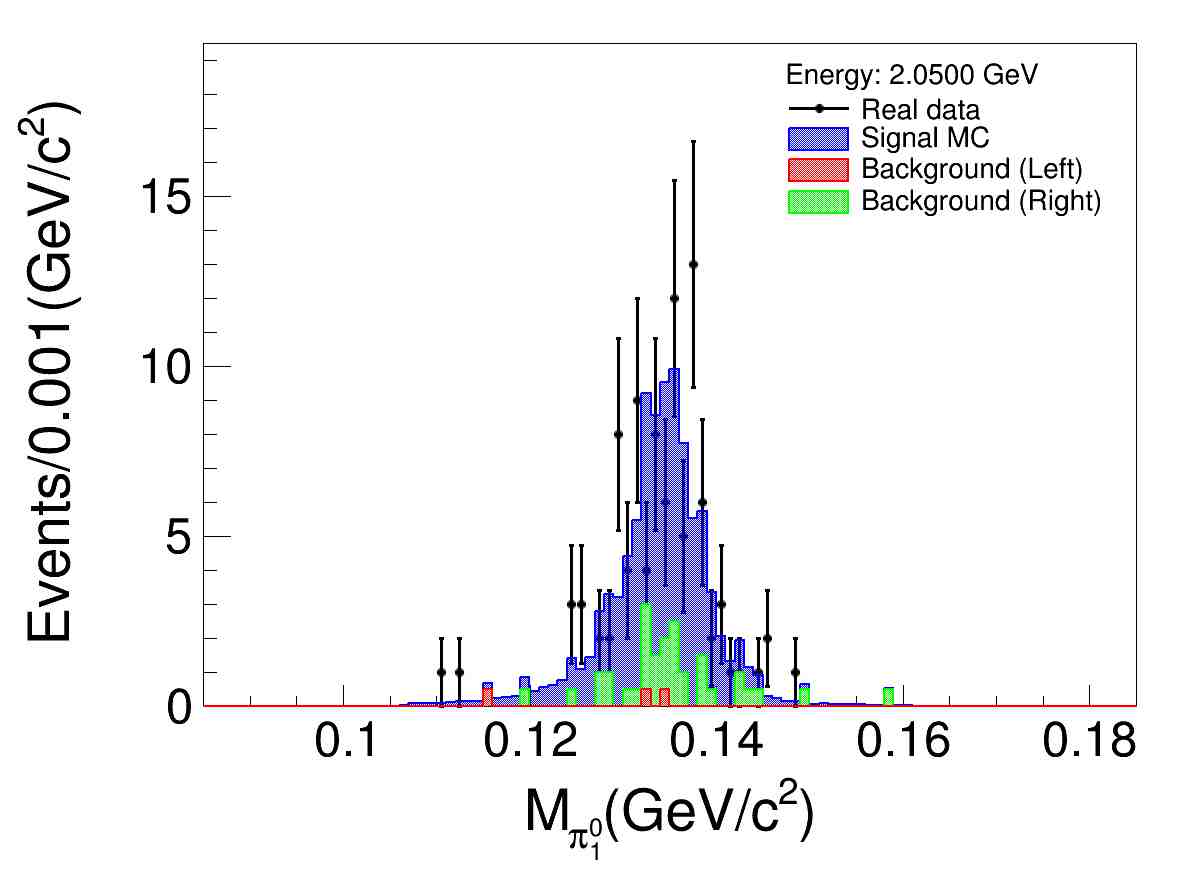 Energy: 2.0500 GeV
Real data
Signal MC
Background (Left)
Background (Right)
Events/0.001(GeV/c²)
15
10
5
0
0.1 0.12 0.14 0.16 0.18
M_π⁰₁(GeV/c²)